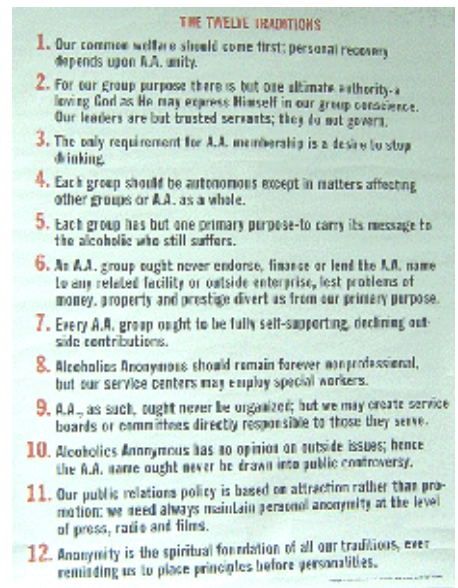 THE TWELVE TRADITIONS
1. Our common welfare should come first; personal recovery
depends upon A.A. unity.
2. For our group purpose there is but one ultimate authority-a
loving God as He may express Himself in our group conscience.
Our leaders are but trusted servants; they do not govern.
3. The only requirement for A.A. membership is a desire to stop
drinking.
4. Each group should be autonomous except in matters affecting
other groups or A.A. as a whole.
5. Each group has but one primary purpose-to carry its message to
the alcoholic who still suffers.
6. An A.A. group ought never endorse, finance or lend the A.A. name
to any related facility or outside enterprise, lest problems of
money, property and prestige divert us from our primary purpose.
7. Every A.A. group ought to be fully self-supporting, declining out-
side contributions.
8. Alcoholics Anonymous should remain forever nonprofessional,
but our service centers may employ special workers.
9. A.A., as such, ought never be organized; but we may create service
boards or committees directly responsible to those they serve.
10. Alcoholics Anonymous has no opinion on outside issues; hence
the A.A. name ought never be drawn into public controversy.
11. Our public relations policy is based on attraction rather than pro-
motion; we need always maintain personal anonymity at the level
of press, radio and films.
12. Anonymity is the spiritual foundation of all our traditions, ever
reminding us to place principles before personalities.